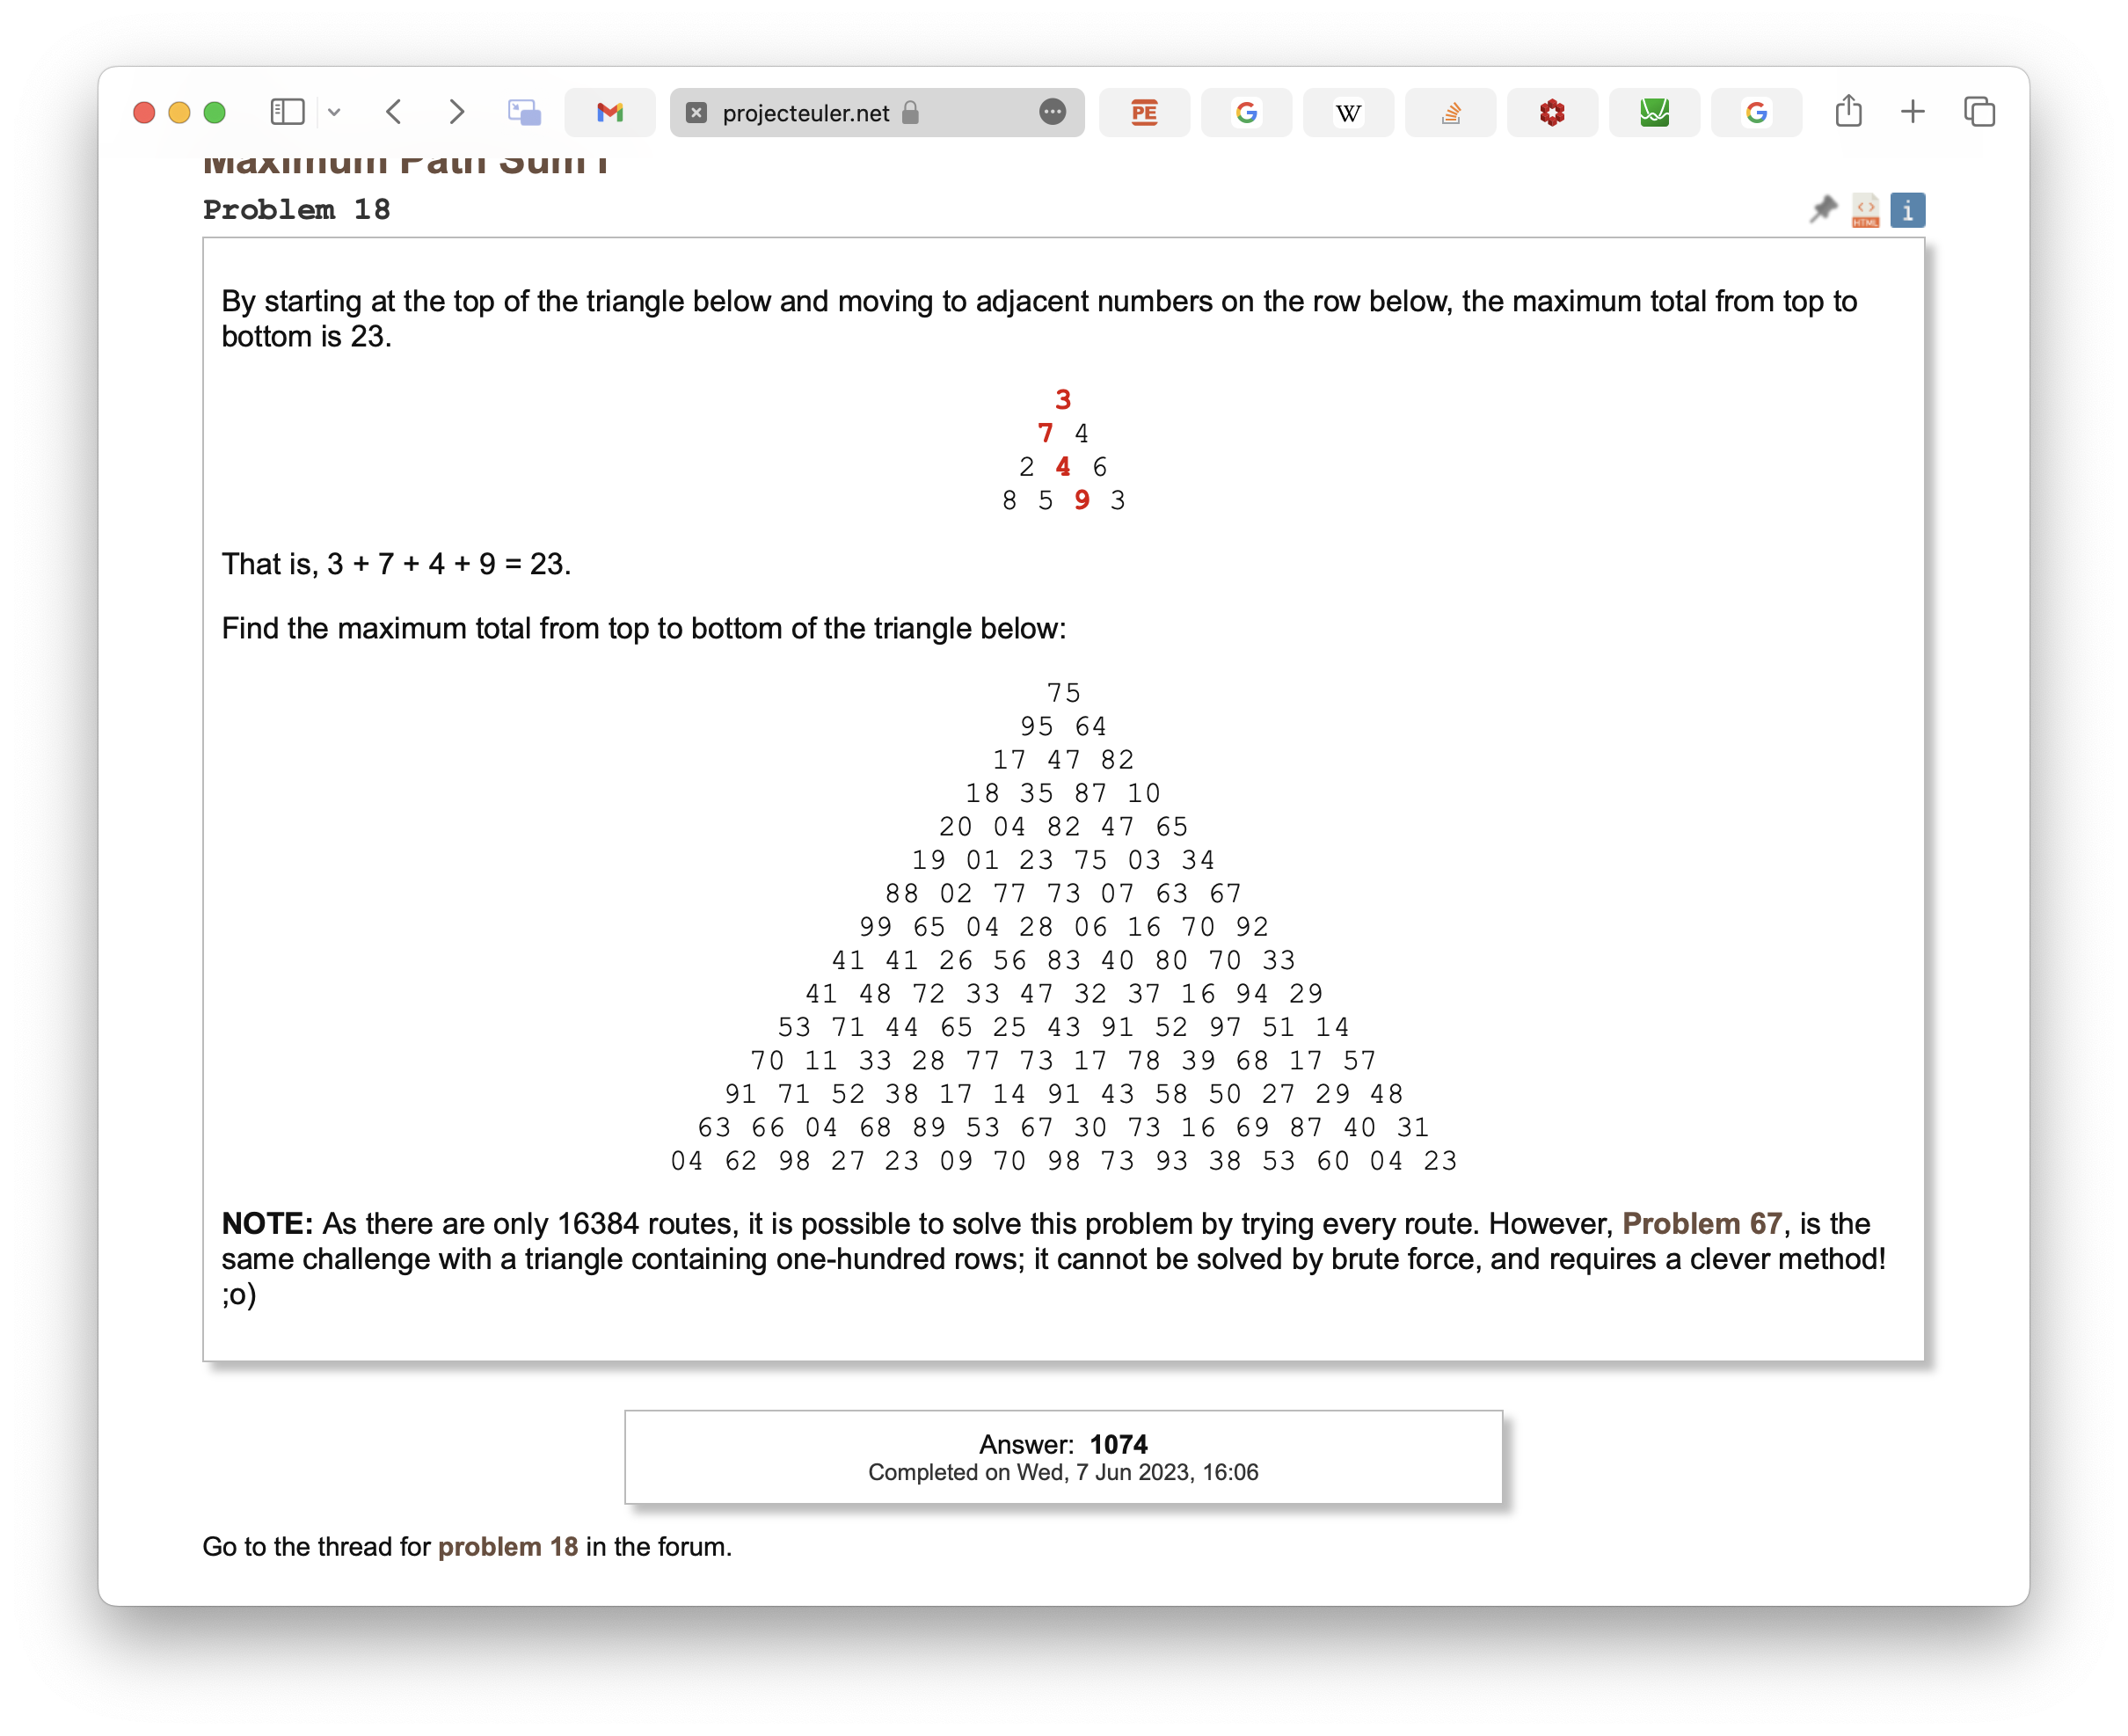 projecteuler.net
PE
G
W
G
Maximum Path Sum I
Problem 18
HTML
i
By starting at the top of the triangle below and moving to adjacent numbers on the row below, the maximum total from top to
bottom is 23.
3
7 4
2 4 6
8 5 9 3
That is, 3 + 7 + 4 + 9 = 23.
Find the maximum total from top to bottom of the triangle below:
75
95 64
17 47 82
18 35 87 10
20 04 82 47 65
19 01 23 75 03 34
88 02 77 73 07 63 67
99 65 04 28 06 16 70 92
41 41 26 56 83 40 80 70 33
41 48 72 33 47 32 37 16 94 29
53 71 44 65 25 43 91 52 97 51 14
70 11 33 28 77 73 17 78 39 68 17 57
91 71 52 38 17 14 91 43 58 50 27 29 48
63 66 04 68 89 53 67 30 73 16 69 87 40 31
04 62 98 27 23 09 70 98 73 93 38 53 60 04 23
NOTE: As there are only 16384 routes, it is possible to solve this problem by trying every route. However, Problem 67, is the
same challenge with a triangle containing one-hundred rows; it cannot be solved by brute force, and requires a clever method!
;o)
Answer: 1074
Completed on Wed, 7 Jun 2023, 16:06
Go to the thread for problem 18 in the forum.